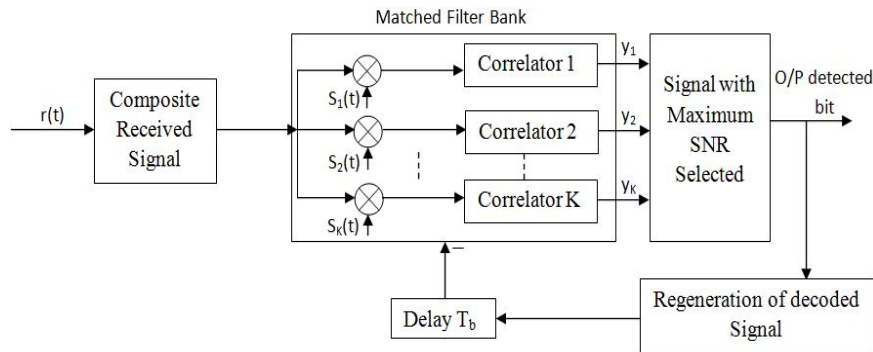 Matched Filter Bank
r(t)
Composite
Received
Signal
S1(t)
Correlator 1
y1
S2(t)
Correlator 2
y2
SK(t)
Correlator K
yK
Signal with
Maximum
SNR
Selected
O/P detected
bit
–
Delay Tb
Regeneration of decoded
Signal